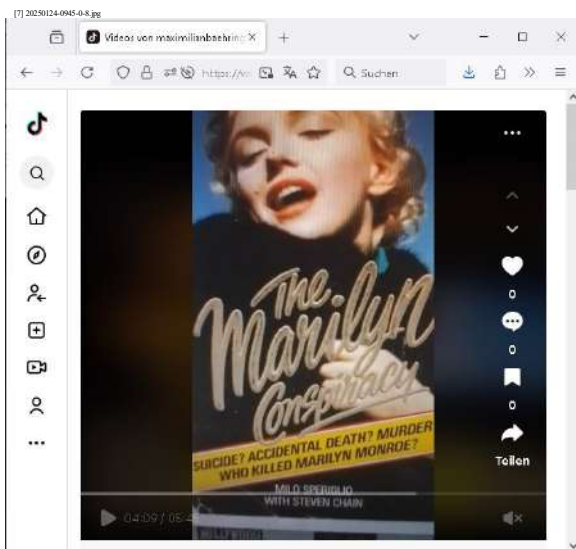 [7] 20250124-0945-0-8.jpg
Videos von maximilianbaehring
https://
Suchen
The
Marilyn
Conspiracy
SUICIDE? ACCIDENTAL DEATH? MURDER
WHO KILLED MARILYN MONROE?
MILO SPERIGLIO
WITH STEVEN CHAIN
0
0
0
Teilen
04:09 / 05:4